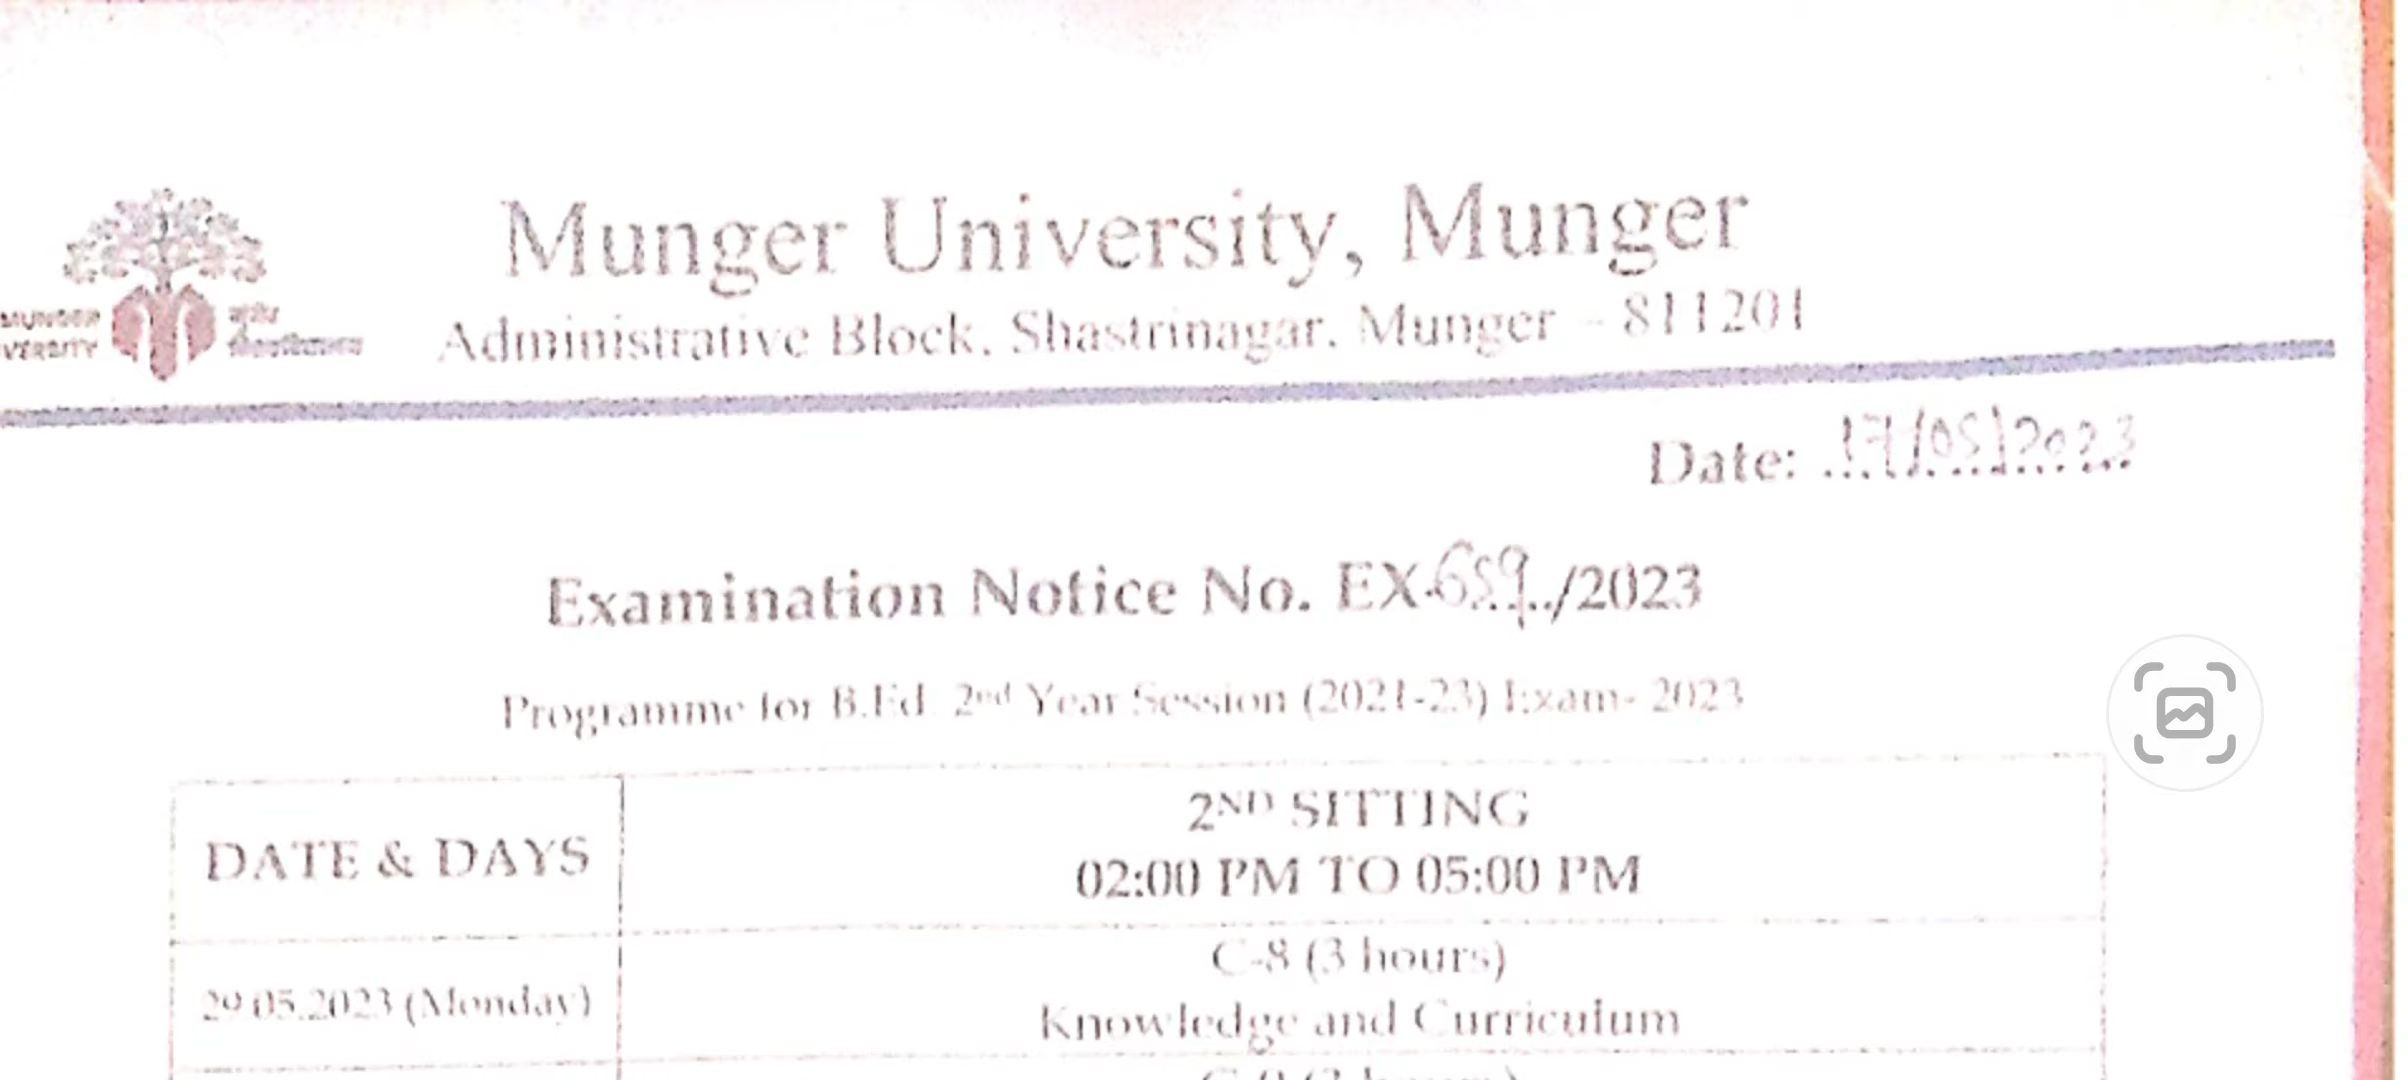 Munger University, Munger
MUNGER
VERSITY
Administrative Block, Shastrinagar, Munger - 811201
Date: 17/05/2023
Examination Notice No. EX-659../2023
Programme for B.Ed. 2nd Year Session (2021-23) Exam- 2023
DATE & DAYS
2ND SITTING
02:00 PM TO 05:00 PM
29.05.2023 (Monday)
C-8 (3 hours)
Knowledge and Curriculum